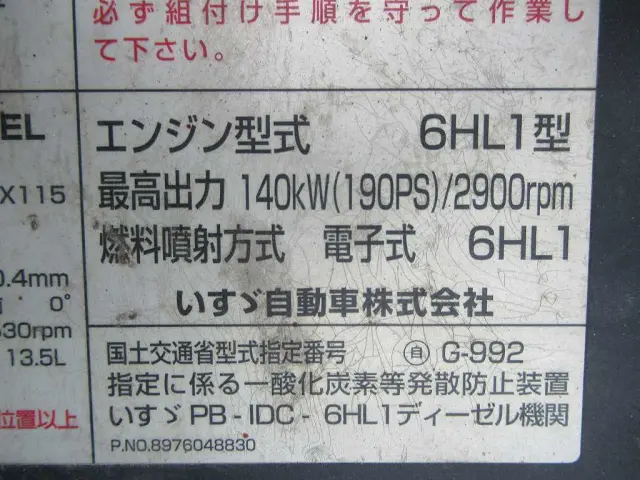 必ず組付け手順を守って作業し
て下さい。
EL
X115
0.4mm
0°
630rpm
13.5L
位置以上
エンジン型式 6HL1型
最高出力 140kW(190PS)/2900rpm
燃料噴射方式 電子式 6HL1
いすゞ自動車株式会社
国土交通省型式指定番号 自 G-992
指定に係る一酸化炭素等発散防止装置
いすゞPB-IDC-6HL1ディーゼル機関
P.NO.8976048830